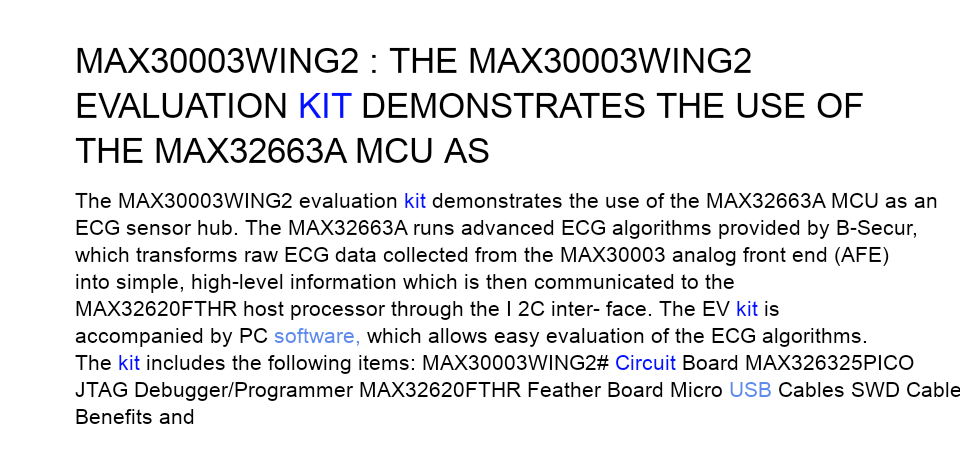 MAX30003WING2 : THE MAX30003WING2
EVALUATION KIT DEMONSTRATES THE USE OF
THE MAX32663A MCU AS
The MAX30003WING2 evaluation kit demonstrates the use of the MAX32663A MCU as an
ECG sensor hub. The MAX32663A runs advanced ECG algorithms provided by B-Secur,
which transforms raw ECG data collected from the MAX30003 analog front end (AFE)
into simple, high-level information which is then communicated to the
MAX32620FTHR host processor through the I 2C inter- face. The EV kit is
accompanied by PC software, which allows easy evaluation of the ECG algorithms.
The kit includes the following items: MAX30003WING2# Circuit Board MAX326325PICO
JTAG Debugger/Programmer MAX32620FTHR Feather Board Micro USB Cables SWD Cable
Benefits and